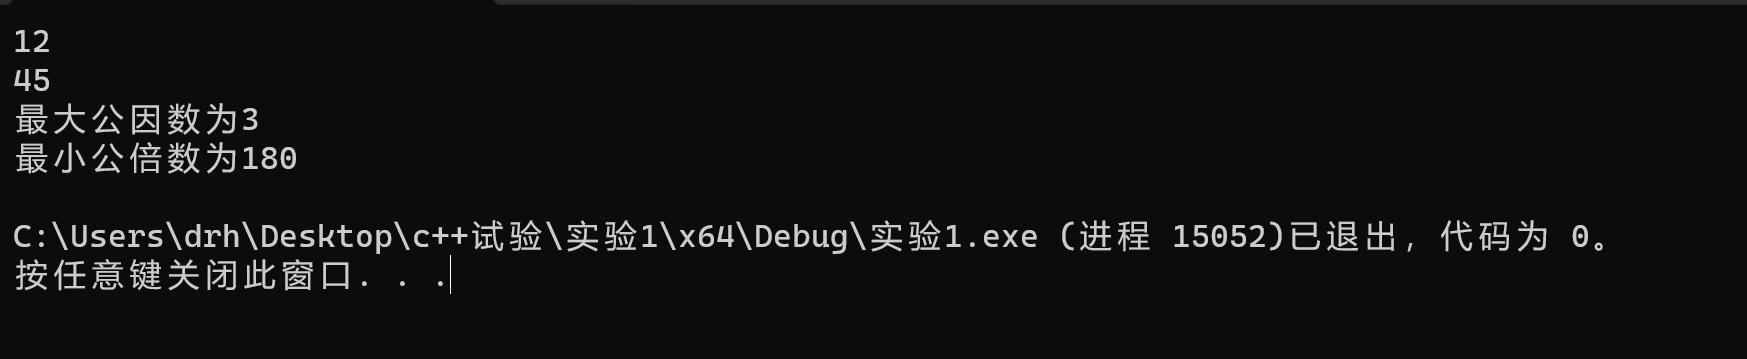 12
45
最大公因数为3
最小公倍数为180
C:\Users\drh\Desktop\c++试验\实验1\x64\Debug\实验1.exe (进程 15052)已退出，代码为 0。
按任意键关闭此窗口. . .